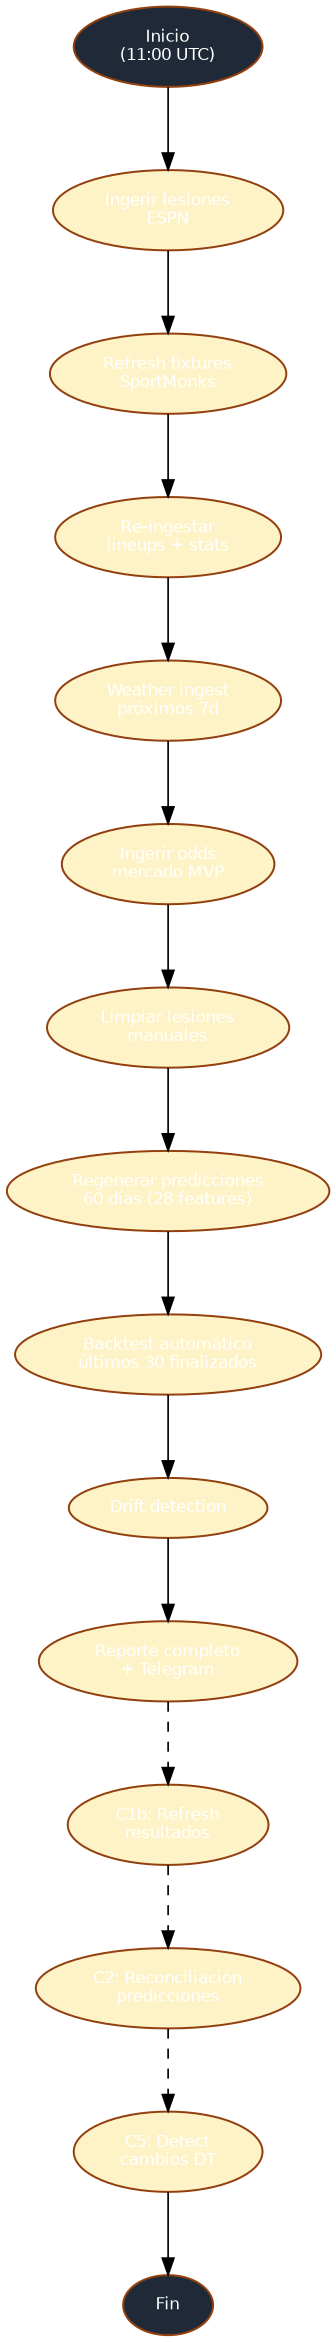 Inicio
(11:00 UTC)
Ingerir lesiones
ESPN
Refresh fixtures
SportMonks
Re-ingestar
lineups + stats
Weather ingest
próximos 7d
Ingerir odds
mercado MVP
Limpiar lesiones
manuales
Regenerar predicciones
60 días (28 features)
Backtest automático
últimos 30 finalizados
Drift detection
Reporte completo
+ Telegram
C1b: Refresh
resultados
C2: Reconciliación
predicciones
C5: Detect
cambios DT
Fin